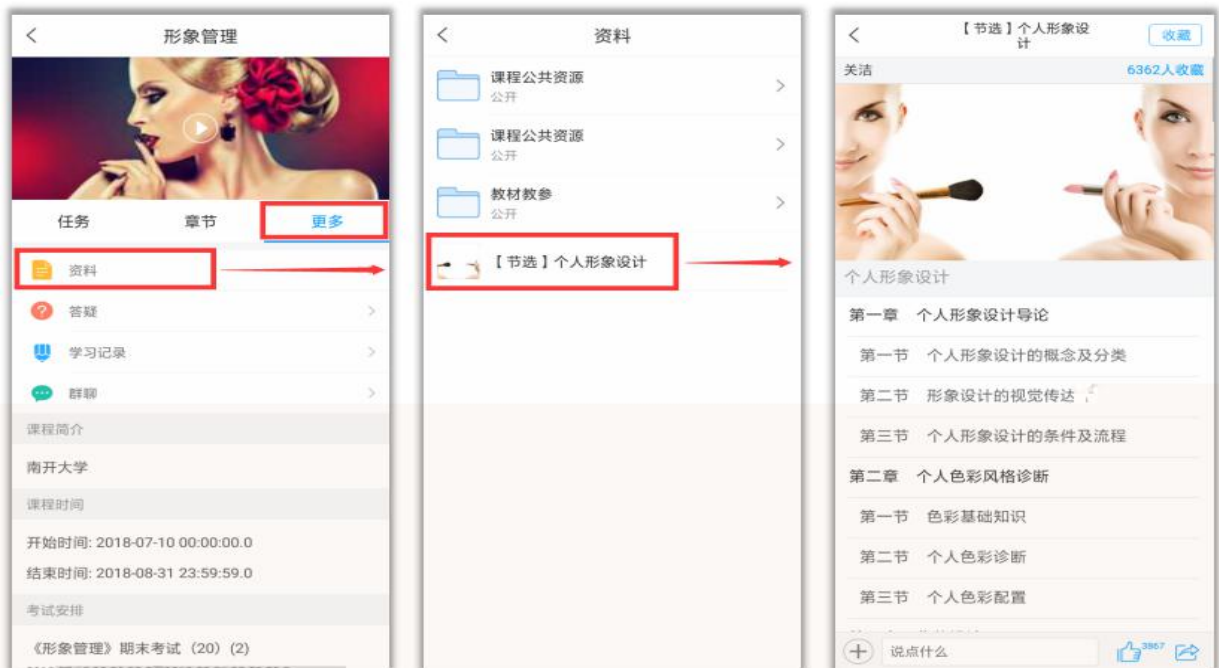 形象管理
任务 章节 更多
资料
答疑
学习记录
群聊
课程简介
南开大学
课程时间
开始时间: 2018-07-10 00:00:00.0
结束时间: 2018-08-31 23:59:59.0
考试安排
《形象管理》期末考试（20）(2)
资料
课程公共资源
公开
课程公共资源
公开
教材教参
公开
【节选】个人形象设计
【节选】个人形象设
计
收藏
关洁 6362人收藏
个人形象设计
第一章 个人形象设计导论
第一节 个人形象设计的概念及分类
第二节 形象设计的视觉传达
第三节 个人形象设计的条件及流程
第二章 个人色彩风格诊断
第一节 色彩基础知识
第二节 个人色彩诊断
第三节 个人色彩配置
说点什么 3867